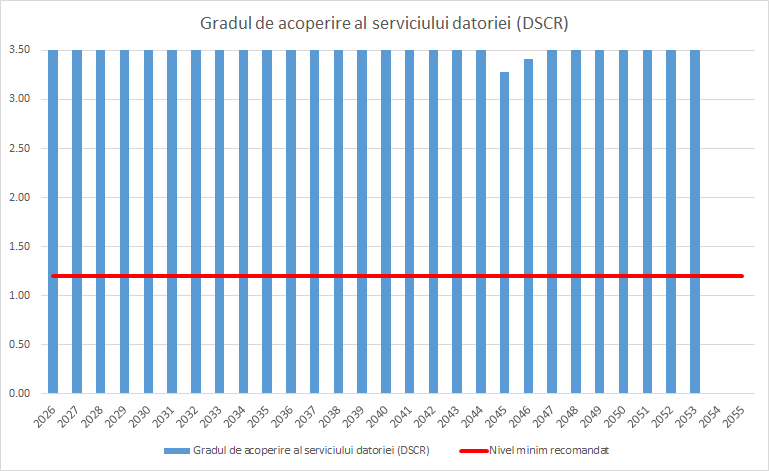 Gradul de acoperire al serviciului datoriei (DSCR)
3.50
3.00
2.50
2.00
1.50
1.00
0.50
0.00
2026 2027 2028 2029 2030 2031 2032 2033 2034 2035 2036 2037 2038 2039 2040 2041 2042 2043 2044 2045 2046 2047 2048 2049 2050 2051 2052 2053 2054 2055
Gradul de acoperire al serviciului datoriei (DSCR) Nivel minim recomandat